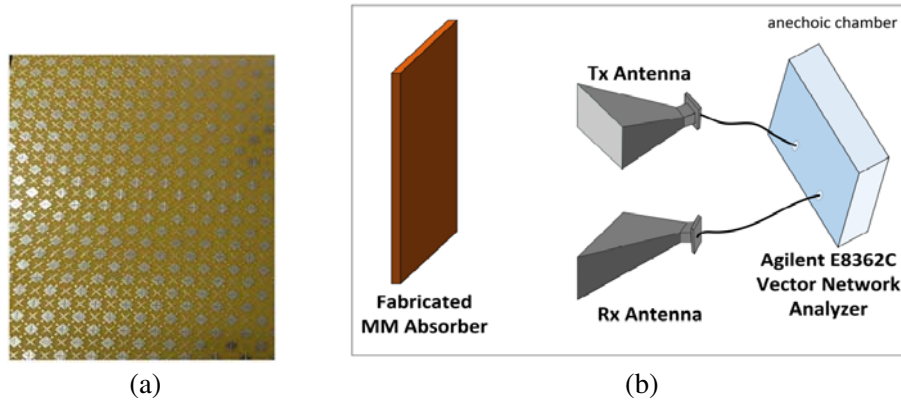 anechoic chamber
Tx Antenna
Agilent E8362C
Vector Network
Analyzer
Fabricated
MM Absorber
Rx Antenna
(a)
(b)